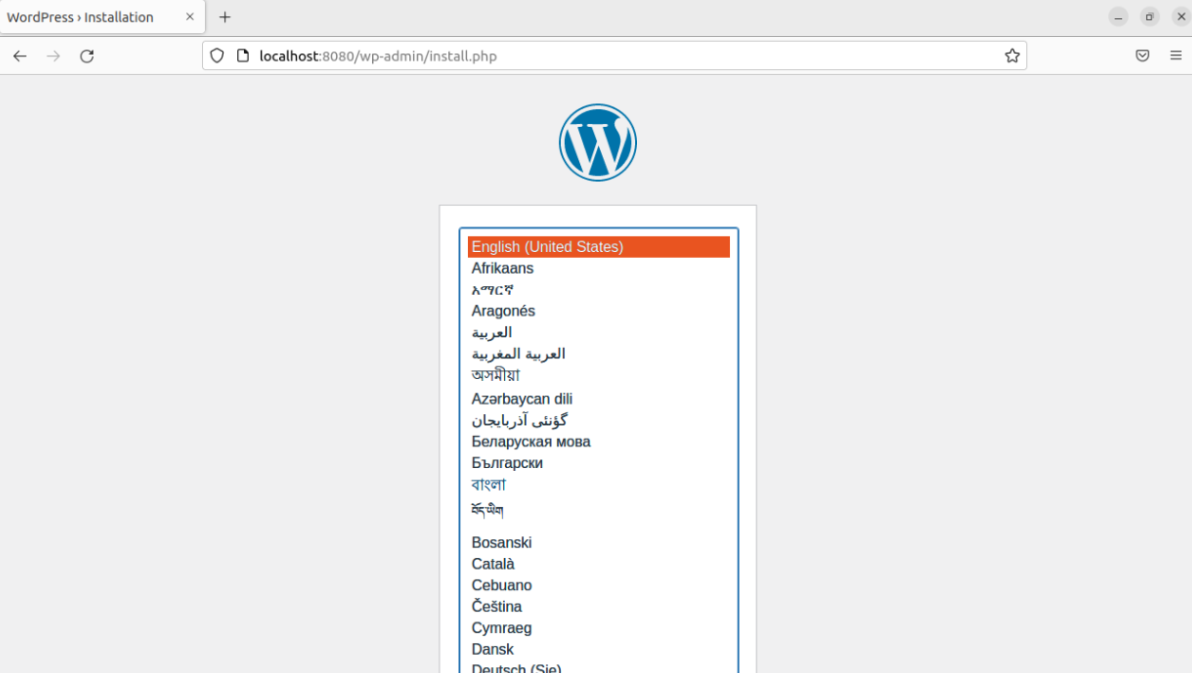 WordPress › Installation
localhost:8080/wp-admin/install.php
English (United States)
Afrikaans
አማርኛ
Aragonés
العربية
العربية المغربية
অসমীয়া
Azərbaycan dili
گؤنئی آذربایجان
Беларуская мова
Български
বাংলা
བོད་ཡིག
Bosanski
Català
Cebuano
Čeština
Cymraeg
Dansk
Deutsch (Sie)